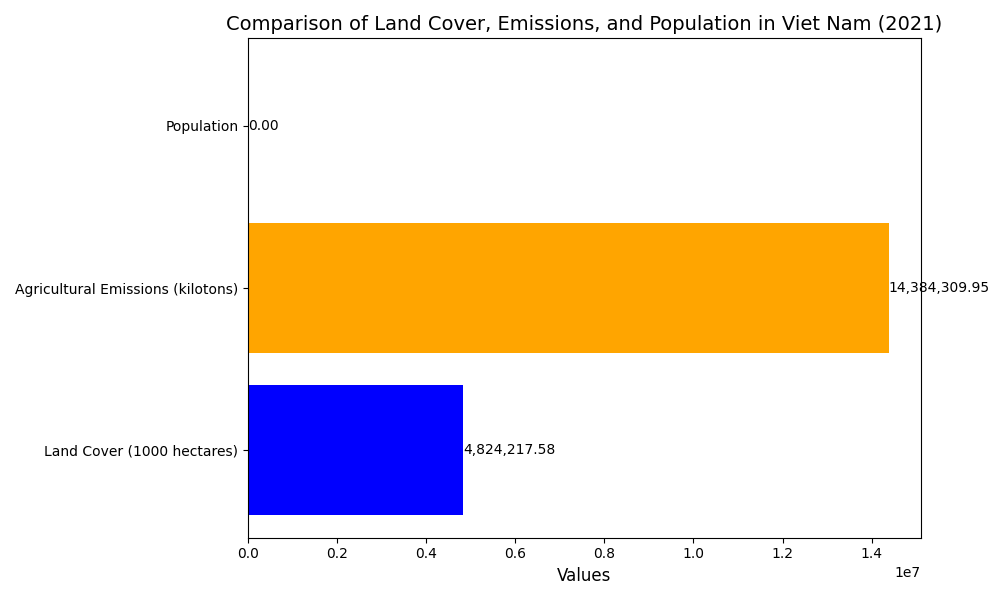 Comparison of Land Cover, Emissions, and Population in Viet Nam (2021)
Population
0.00
Agricultural Emissions (kilotons)
14,384,309.95
Land Cover (1000 hectares)
4,824,217.58
0.0 0.2 0.4 0.6 0.8 1.0 1.2 1.4
1e7
Values